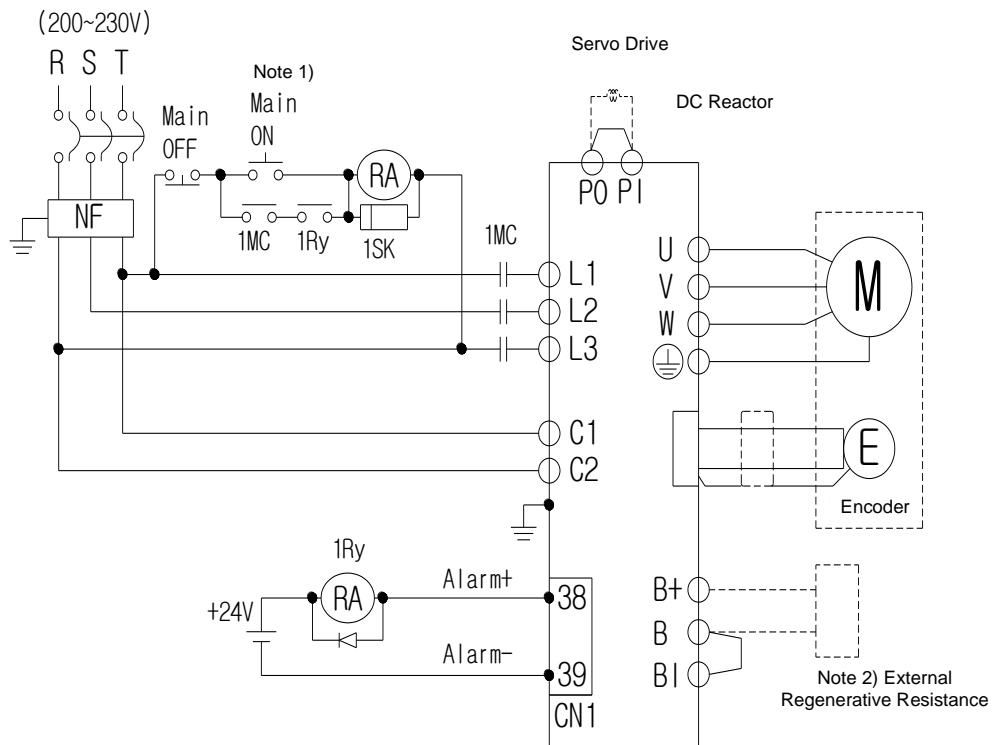 (200~230V)
R S T
Note 1)
Main
OFF
Main
ON
RA
NF
1MC
1Ry
1SK
1MC
Servo Drive
W
DC Reactor
PO PI
L1
L2
L3
C1
C2
U
V
W
M
E
Encoder
1Ry
RA
+24V
Alarm+
Alarm-
38
39
CN1
B+
B
BI
Note 2) External
Regenerative Resistance